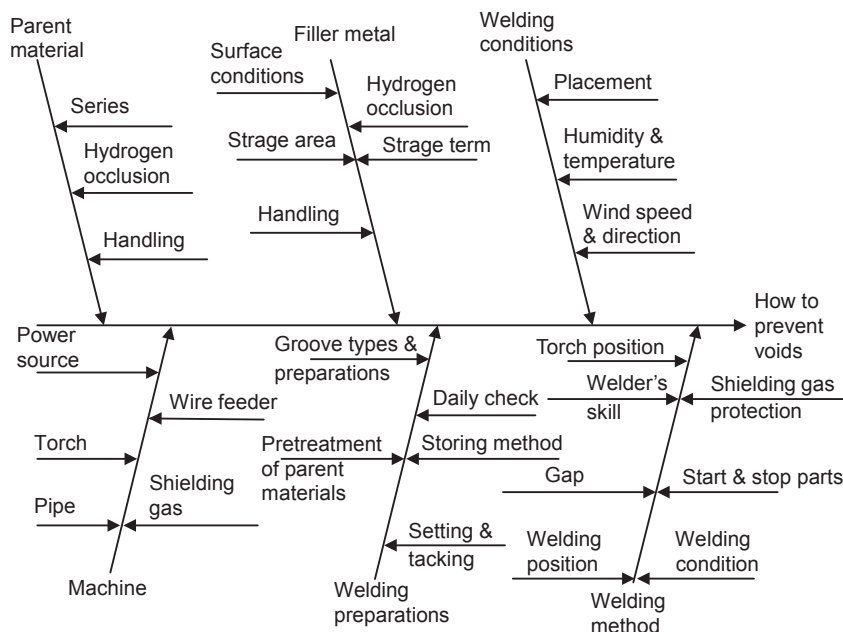 Parent
material
Series
Hydrogen
occlusion
Handling
Filler metal
Surface
conditions
Hydrogen
occlusion
Strage area
Strage term
Handling
Welding
conditions
Placement
Humidity &
temperature
Wind speed
& direction
How to
prevent
voids
Power
source
Wire feeder
Torch
Pipe
Shielding
gas
Machine
Groove types &
preparations
Daily check
Pretreatment
of parent
materials
Storing method
Setting &
tacking
Welding
preparations
Torch position
Welder’s
skill
Shielding gas
protection
Gap
Start & stop parts
Welding
position
Welding
condition
Welding
method